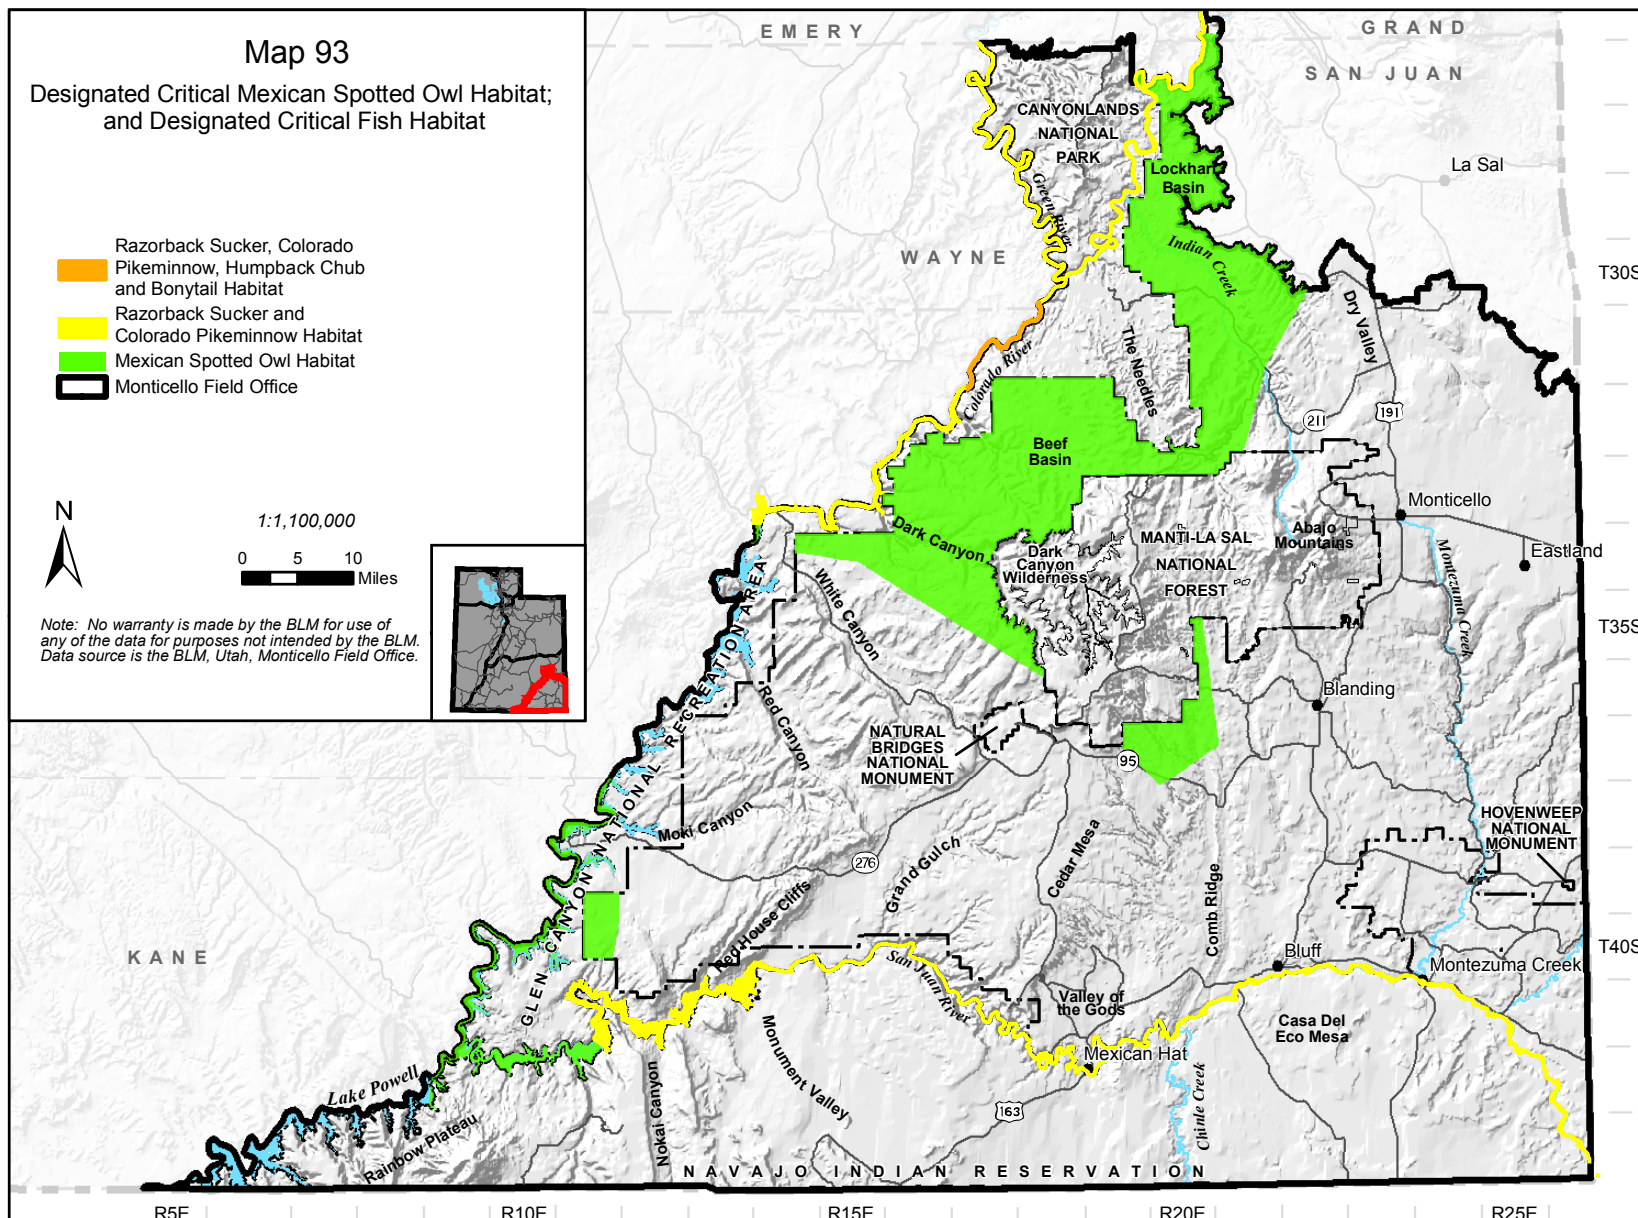 Map 93
Designated Critical Mexican Spotted Owl Habitat;
and Designated Critical Fish Habitat
Razorback Sucker, Colorado
Pikeminnow, Humpback Chub
and Bonytail Habitat
Razorback Sucker and
Colorado Pikeminnow Habitat
Mexican Spotted Owl Habitat
Monticello Field Office
N
1:1,100,000
0 5 10
Miles
Note: No warranty is made by the BLM for use of
any of the data for purposes not intended by the BLM.
Data source is the BLM, Utah, Monticello Field Office.
EMERY
GRAND
SAN JUAN
CANYONLANDS
NATIONAL
PARK
La Sal
Lockhart
Basin
Green River
WAYNE
Indian Creek
T30S
Dry Valley
The Needles
Colorado River
191
211
Beef
Basin
Monticello
Dark Canyon
Dark
Canyon
Wilderness
MANTI-LA SAL
NATIONAL
FOREST
Abajo
Mountains
Eastland
Montezuma Creek
White Canyon
T35S
Red Canyon
Blanding
NATURAL
BRIDGES
NATIONAL
MONUMENT
95
GLEN CANYON NATIONAL RECREATION AREA
Moki Canyon
HOVENWEEP
NATIONAL
MONUMENT
276
Grand Gulch
Cedar Mesa
Comb Ridge
Red House Cliffs
KANE
T40S
Bluff
Montezuma Creek
San Juan River
Valley of
the Gods
Casa Del
Eco Mesa
Mexican Hat
Monument Valley
Nokai Canyon
Lake Powell
163
Chinle Creek
Rainbow Plateau
NAVAJO INDIAN RESERVATION
R5E R10E R15E R20E R25E